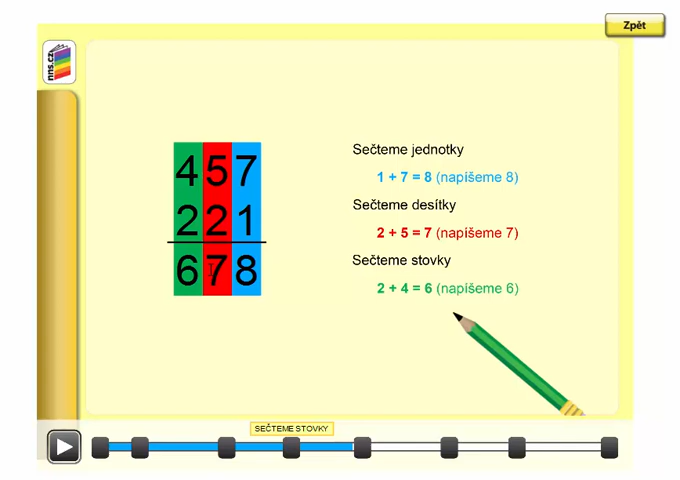 Zpět
nns.cz
457
221
678
Sečteme jednotky
1 + 7 = 8 (napíšeme 8)
Sečteme desítky
2 + 5 = 7 (napíšeme 7)
Sečteme stovky
2 + 4 = 6 (napíšeme 6)
SEČTEME STOVKY